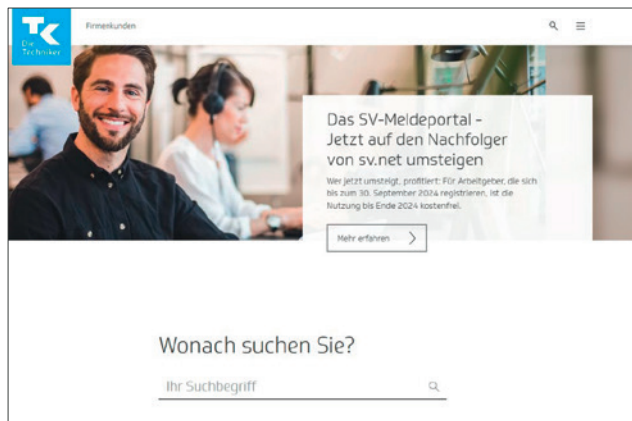 TK
Die
Techniker
Firmenkunden
Das SV-Meldeportal -
Jetzt auf den Nachfolger
von sv.net umsteigen
Wer jetzt umsteigt, profitiert: Für Arbeitgeber, die sich
bis zum 30. September 2024 registrieren, ist die
Nutzung bis Ende 2024 kostenfrei.
Mehr erfahren
Wonach suchen Sie?
Ihr Suchbegriff